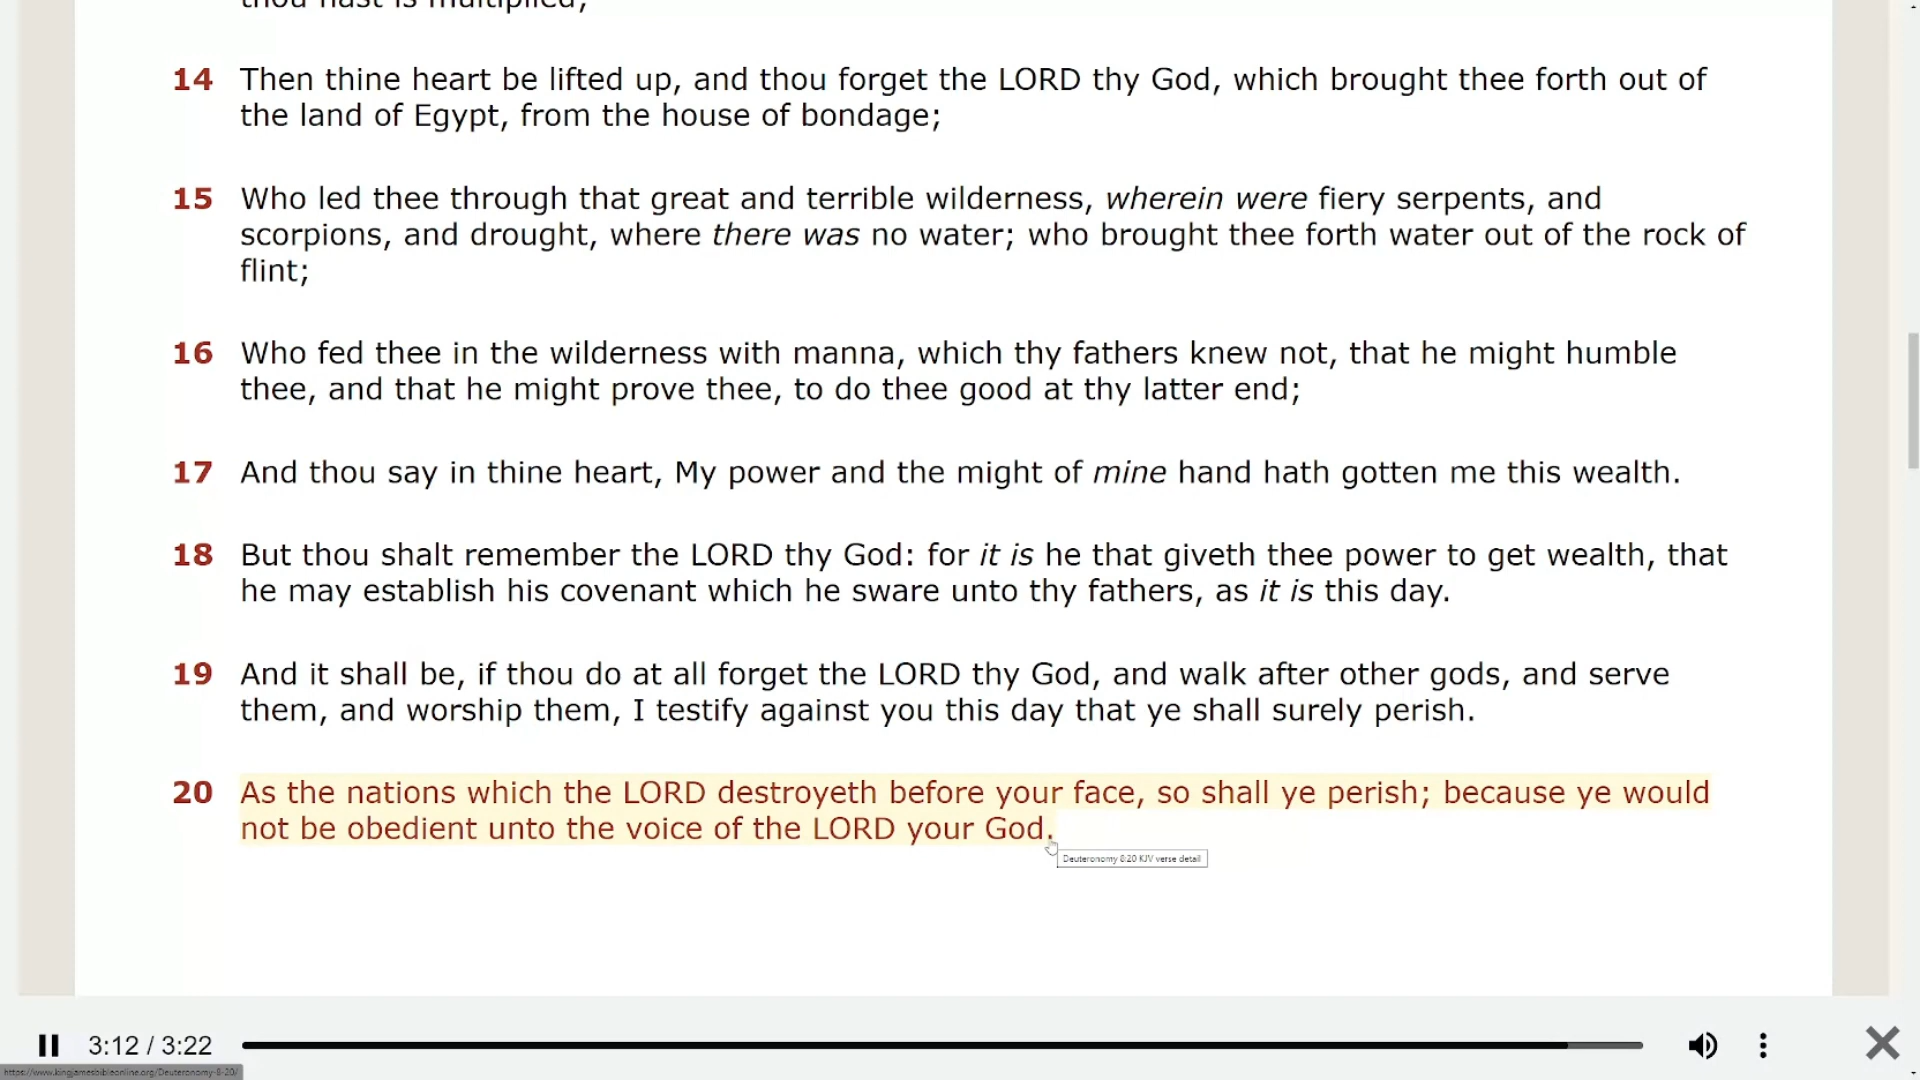 thou hast is multiplied;
14 Then thine heart be lifted up, and thou forget the LORD thy God, which brought thee forth out of
the land of Egypt, from the house of bondage;
15 Who led thee through that great and terrible wilderness, wherein were fiery serpents, and
scorpions, and drought, where there was no water; who brought thee forth water out of the rock of
flint;
16 Who fed thee in the wilderness with manna, which thy fathers knew not, that he might humble
thee, and that he might prove thee, to do thee good at thy latter end;
17 And thou say in thine heart, My power and the might of mine hand hath gotten me this wealth.
18 But thou shalt remember the LORD thy God: for it is he that giveth thee power to get wealth, that
he may establish his covenant which he sware unto thy fathers, as it is this day.
19 And it shall be, if thou do at all forget the LORD thy God, and walk after other gods, and serve
them, and worship them, I testify against you this day that ye shall surely perish.
20 As the nations which the LORD destroyeth before your face, so shall ye perish; because ye would
not be obedient unto the voice of the LORD your God.
Deuteronomy 8:20 KJV verse detail
3:12 / 3:22
https://www.kingjamesbibleonline.org/Deuteronomy-8-20/